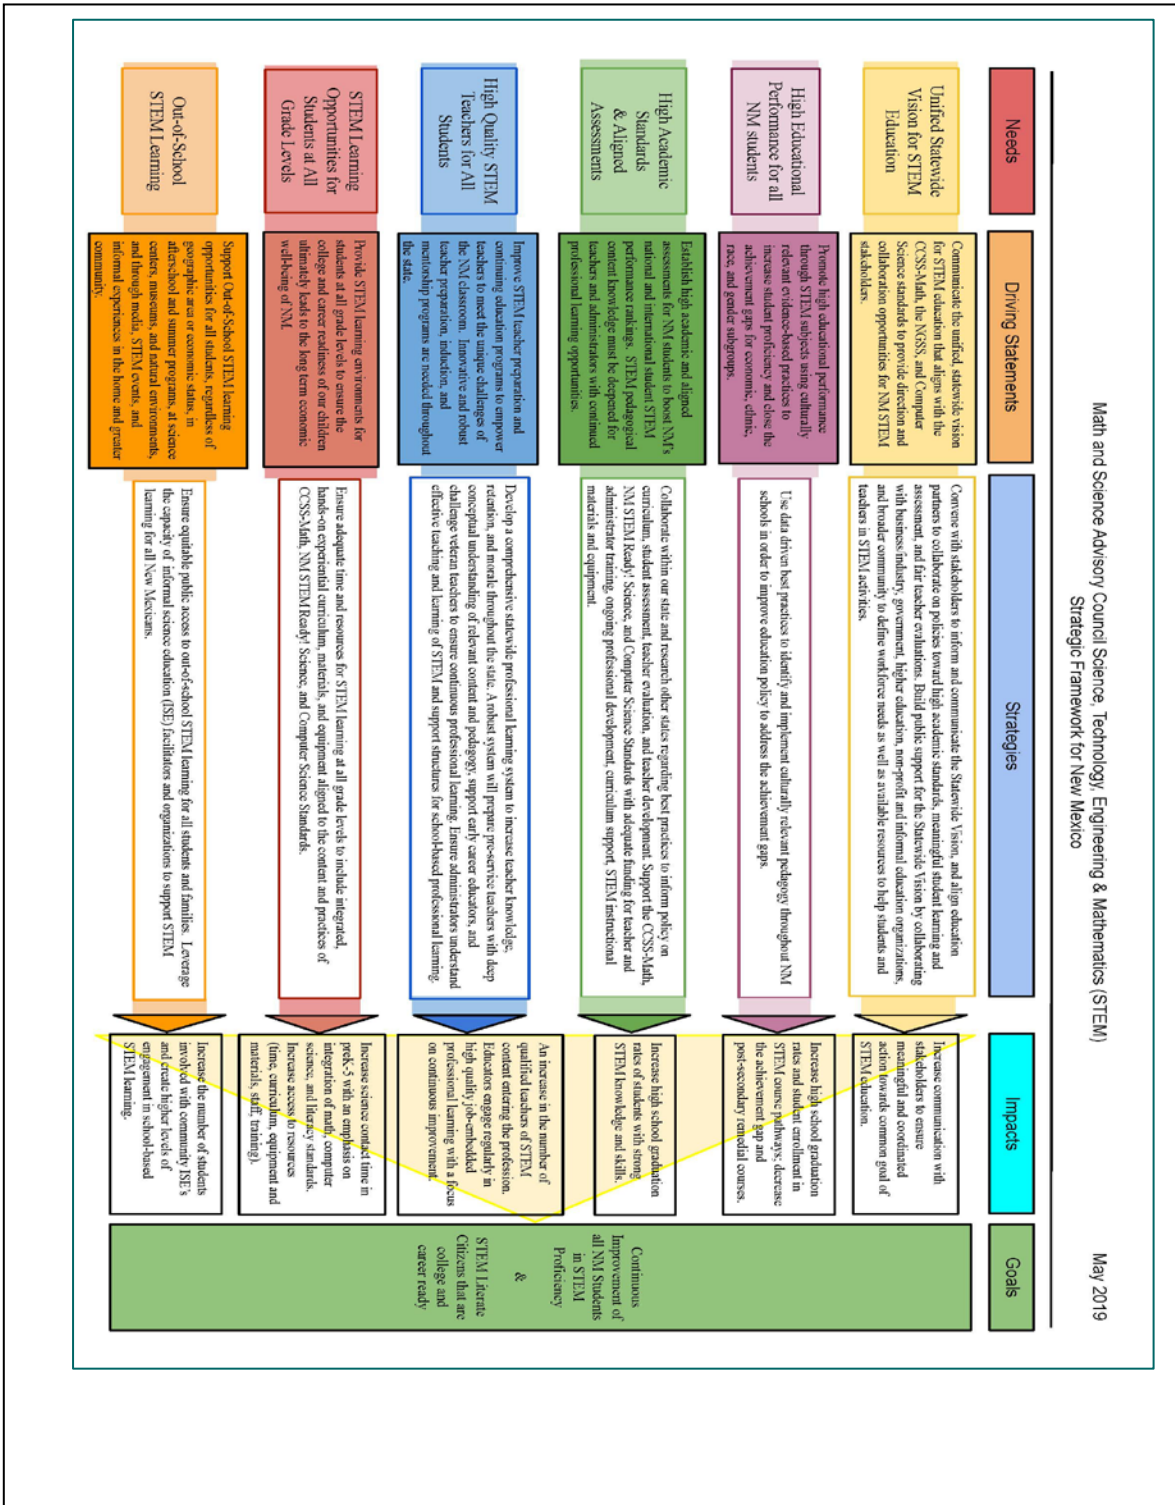 Math and Science Advisory Council Science, Technology, Engineering & Mathematics (STEM)
Strategic Framework for New Mexico
May 2019
Needs
Driving Statements
Strategies
Impacts
Goals
Unified Statewide
Vision for STEM
Education
Communicate the unified, statewide vision
for STEM education that aligns with the
CCSS-Math, the NGSS, and Computer
Science standards to provide direction and
collaboration opportunities for NM STEM
stakeholders.
Convene with stakeholders to inform and communicate the Statewide Vision, and align education
partners to collaborate on policies toward high academic standards, meaningful student learning and
assessment, and fair teacher evaluations. Build public support for the Statewide Vision by collaborating
with business/industry, government, higher education, non-profit and informal education organizations,
and broader community to define workforce needs as well as available resources to help students and
teachers in STEM activities.
Increase communication with
stakeholders to ensure
meaningful and coordinated
action towards common goal of
STEM education.
High Educational
Performance for all
NM students
Promote high educational performance
through STEM subjects using culturally
relevant evidence-based practices to
increase student proficiency and close the
achievement gaps for economic, ethnic,
race, and gender subgroups.
Use data driven best practices to identify and implement culturally relevant pedagogy throughout NM
schools in order to improve education policy to address the achievement gaps.
Increase high school graduation
rates and student enrollment in
STEM course pathways; decrease
the achievement gap and
post-secondary remedial courses.
High Academic
Standards
& Aligned
Assessments
Establish high academic and aligned
assessments for NM students to boost NM's
national and international student STEM
performance rankings. STEM pedagogical
content knowledge must be deepened for
teachers and administrators with continued
professional learning opportunities.
Collaborate within our state and research other states regarding best practices to inform policy on
curriculum, student assessment, teacher evaluation, and teacher development. Support the CCSS-Math,
NM STEM Ready! Science, and Computer Science Standards with adequate funding for teacher and
administrator training, ongoing professional development, curriculum support, STEM instructional
materials and equipment.
Increase high school graduation
rates of students with strong
STEM knowledge and skills.
High Quality STEM
Teachers for All
Students
Improve STEM teacher preparation and
continuing education programs to empower
teachers to meet the unique challenges of
the NM classroom. Innovative and robust
teacher preparation, induction, and
mentorship programs are needed throughout
the state.
Develop a comprehensive statewide professional learning system to increase teacher knowledge,
retention, and morale throughout the state. A robust system will prepare pre-service teachers with deep
conceptual understanding of relevant content and pedagogy, support early career educators, and
challenge veteran teachers to ensure continuous professional learning. Ensure administrators understand
effective teaching and learning of STEM and support structures for school-based professional learning.
An increase in the number of
qualified teachers of STEM
content entering the profession.
Educators engage regularly in
high quality job-embedded
professional learning with a focus
on continuous improvement.
STEM Learning
Opportunities for
Students at All
Grade Levels
Provide STEM learning environments for
students at all grade levels to ensure the
college and career readiness of our children
ultimately leads to the long term economic
well-being of NM.
Ensure adequate time and resources for STEM learning at all grade levels to include integrated,
hands-on experiential curriculum, materials, and equipment aligned to the content and practices of
CCSS-Math, NM STEM Ready! Science, and Computer Science Standards.
Increase science contact time in
preK-5 with an emphasis on
integration of math, computer
science, and literacy standards.
Increase access to resources
(time, curriculum, equipment and
materials, staff, training).
Out-of-School
STEM Learning
Support Out-of-School STEM learning
opportunities for all students, regardless of
geographic area or economic status, in
afterschool and summer programs, at science
centers, museums, and natural environments,
and through media, STEM events, and
informal experiences in the home and greater
community.
Ensure equitable public access to out-of-school STEM learning for all students and families. Leverage
the capacity of informal science education (ISE) facilitators and organizations to support STEM
learning for all New Mexicans.
Increase the number of students
involved with community ISE's
and create higher levels of
engagement in school-based
STEM learning.
Continuous
Improvement of
all NM Students
in STEM
Proficiency
&
STEM Literate
Citizens that are
college and
career ready